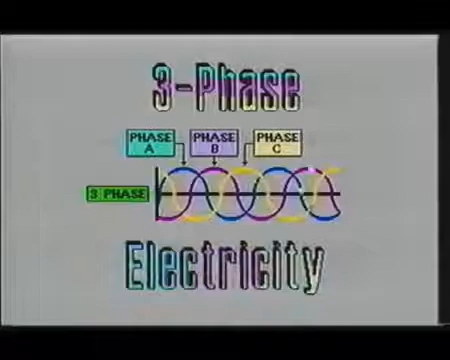 3-Phase
PHASE A
PHASE B
PHASE C
3 PHASE
Electricity